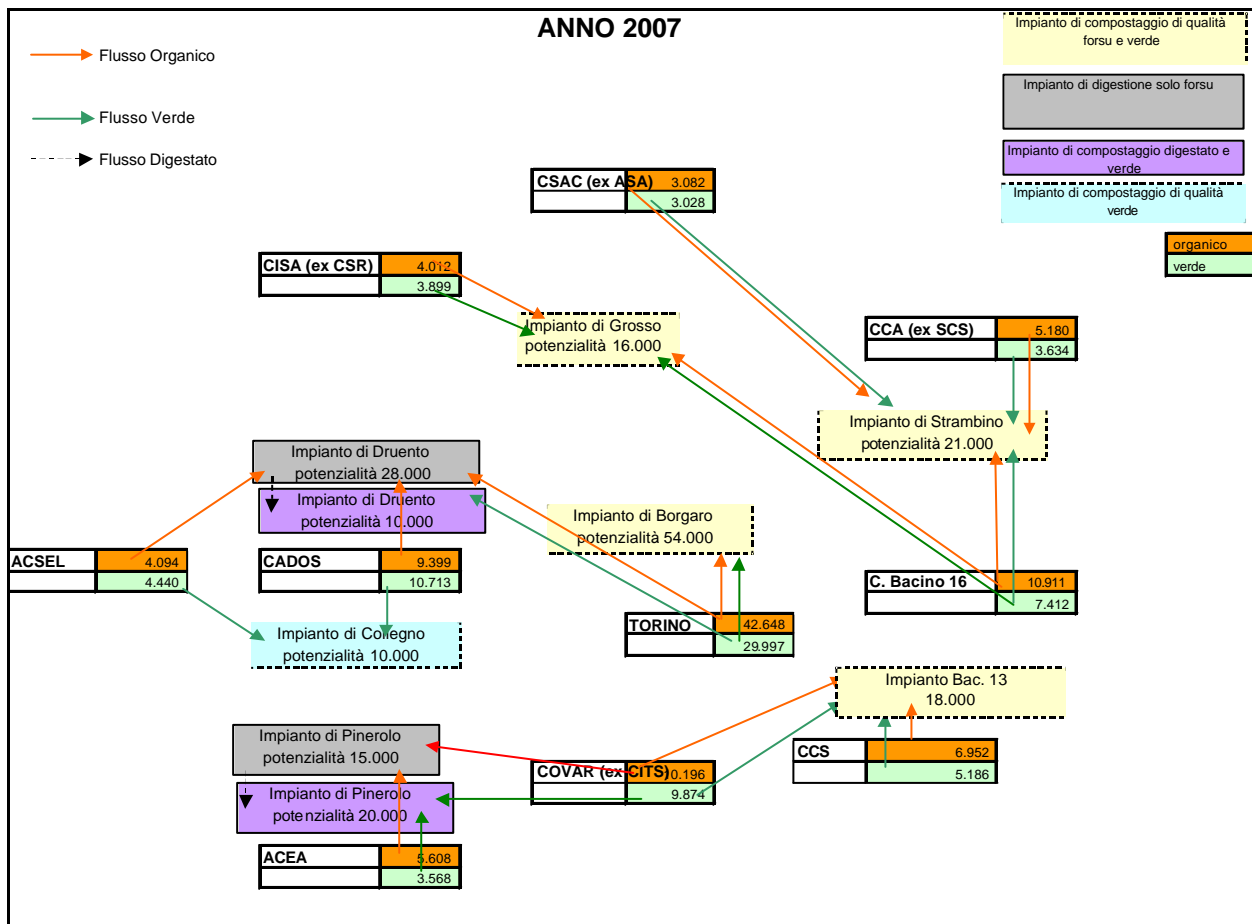 ANNO 2007
Flusso Organico
Flusso Verde
Flusso Digestato
Impianto di compostaggio di qualità
forsu e verde
Impianto di digestione solo forsu
Impianto di compostaggio digestato e
verde
Impianto di compostaggio di qualità
verde
organico
verde
CSAC (ex ASA) 3.082
3.028
CISA (ex CSR) 4.012
3.899
Impianto di Grosso
potenzialità 16.000
CCA (ex SCS) 5.180
3.634
Impianto di Strambino
potenzialità 21.000
Impianto di Druento
potenzialità 28.000
Impianto di Druento
potenzialità 10.000
Impianto di Borgaro
potenzialità 54.000
ACSEL 4.094
4.440
CADOS 9.399
10.713
C. Bacino 16 10.911
7.412
Impianto di Collegno
potenzialità 10.000
TORINO 42.648
29.997
Impianto Bac. 13
18.000
Impianto di Pinerolo
potenzialità 15.000
CCS 6.952
5.186
COVAR (ex CITS) 10.196
9.874
Impianto di Pinerolo
potenzialità 20.000
ACEA 5.608
3.568